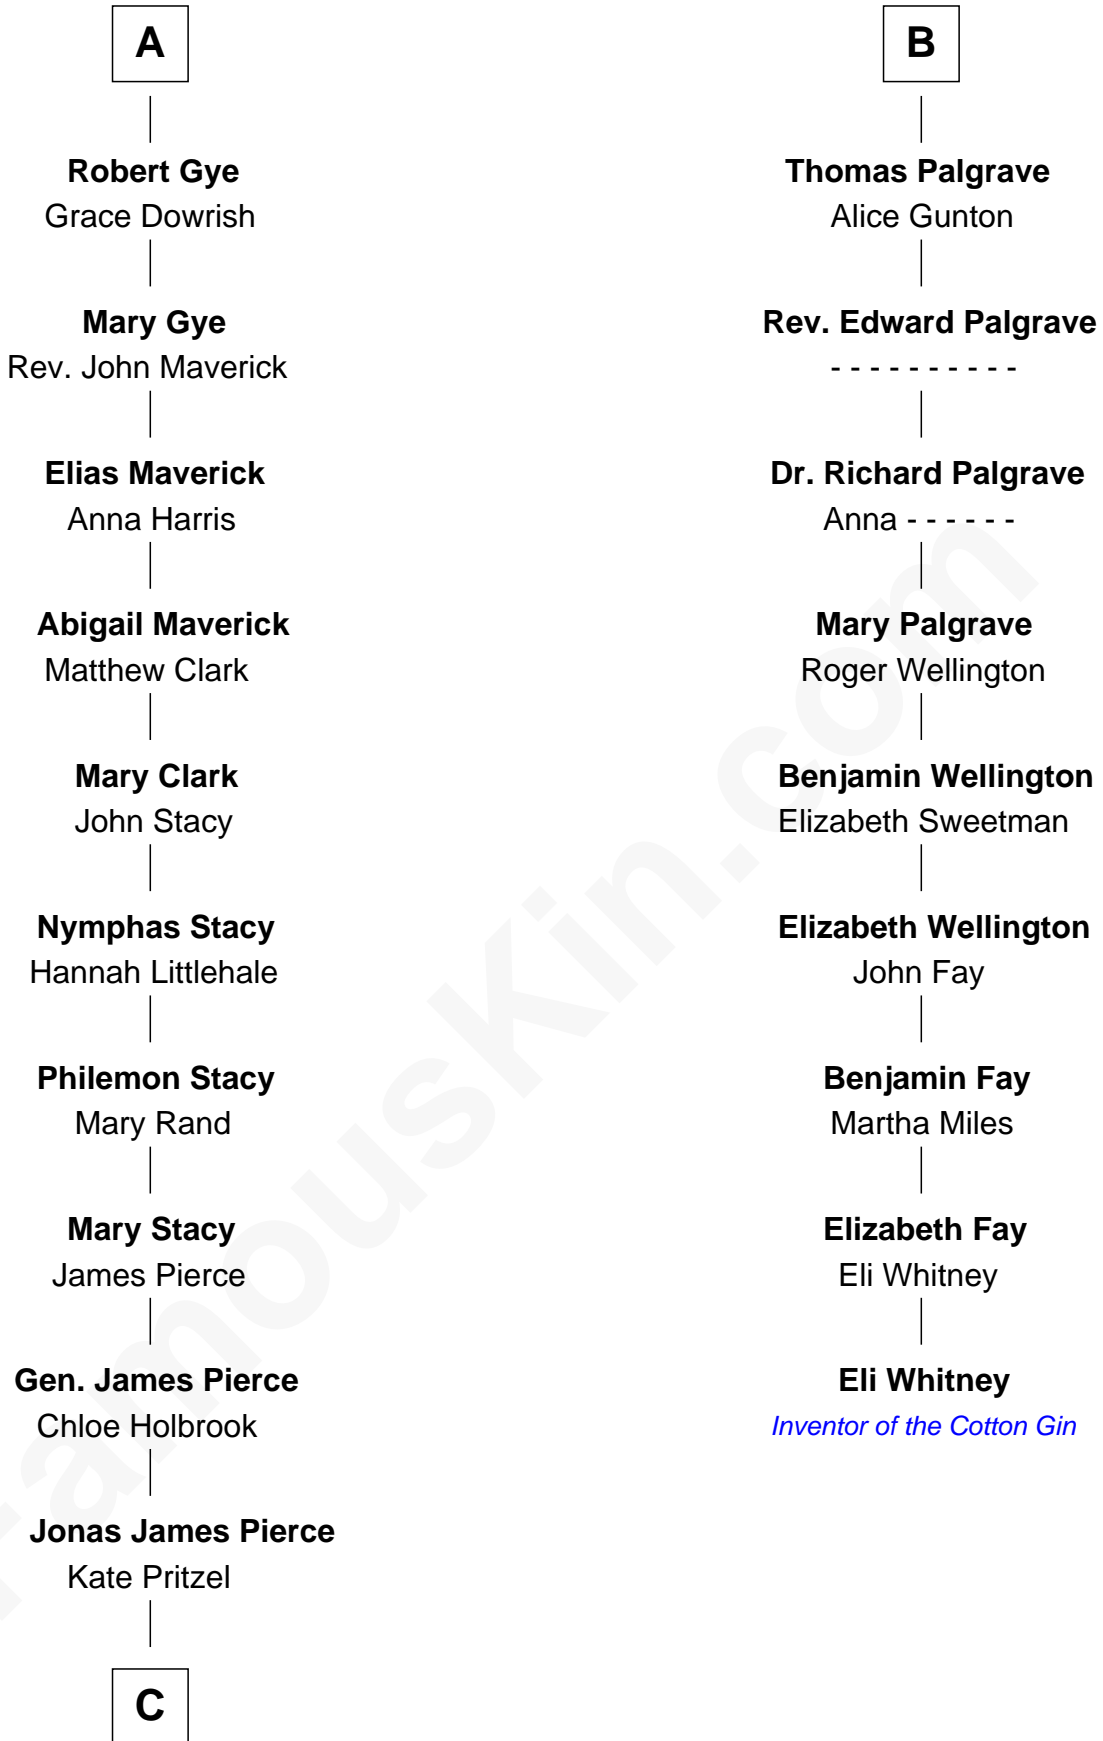 A
Robert Gye
Grace Dowrish
Mary Gye
Rev. John Maverick
Elias Maverick
Anna Harris
Abigail Maverick
Matthew Clark
Mary Clark
John Stacy
Nymphas Stacy
Hannah Littlehale
Philemon Stacy
Mary Rand
Mary Stacy
James Pierce
Gen. James Pierce
Chloe Holbrook
Jonas James Pierce
Kate Pritzel
C
B
Thomas Palgrave
Alice Gunton
Rev. Edward Palgrave
- - - - - - - - - -
Dr. Richard Palgrave
Anna - - - - - -
Mary Palgrave
Roger Wellington
Benjamin Wellington
Elizabeth Sweetman
Elizabeth Wellington
John Fay
Benjamin Fay
Martha Miles
Elizabeth Fay
Eli Whitney
Eli Whitney
Inventor of the Cotton Gin
FamousKin.com